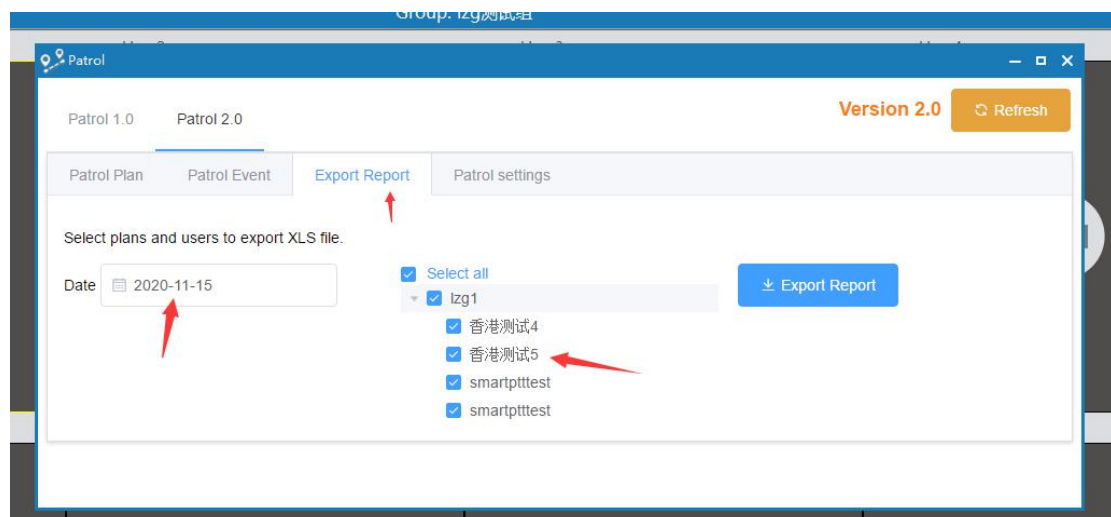 Group: lzg测试组
Patrol
Patrol 1.0
Patrol 2.0
Version 2.0
Refresh
Patrol Plan
Patrol Event
Export Report
Patrol settings
Select plans and users to export XLS file.
Date
2020-11-15
Select all
lzg1
香港测试4
香港测试5
smartptttest
smartptttest
Export Report